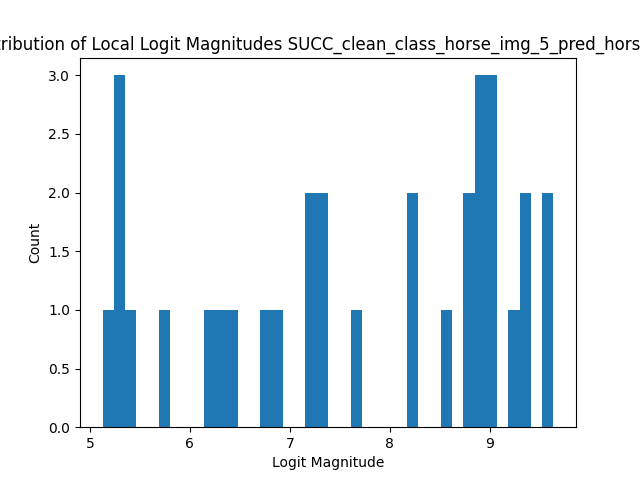 tribution of Local Logit Magnitudes SUCC_clean_class_horse_img_5_pred_hors
3.0
2.5
2.0
1.5
1.0
0.5
0.0
Count
5 6 7 8 9
Logit Magnitude